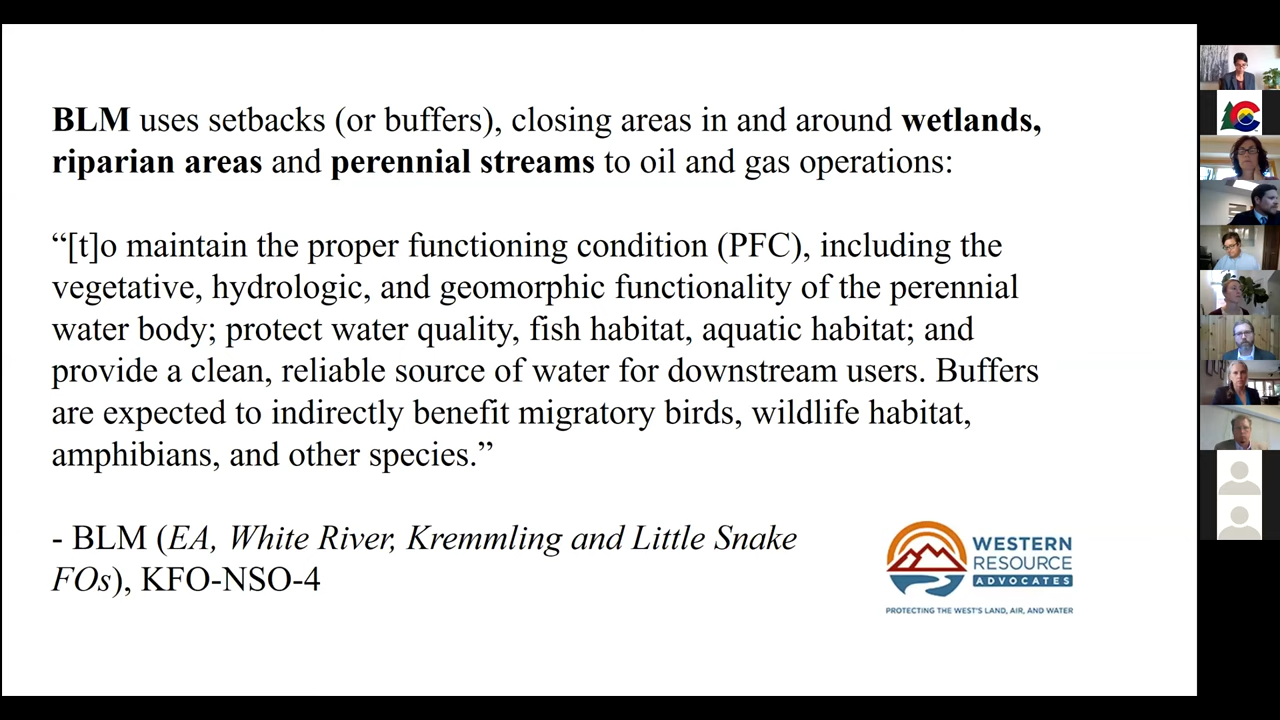 BLM uses setbacks (or buffers), closing areas in and around wetlands,
riparian areas and perennial streams to oil and gas operations:
“[t]o maintain the proper functioning condition (PFC), including the
vegetative, hydrologic, and geomorphic functionality of the perennial
water body; protect water quality, fish habitat, aquatic habitat; and
provide a clean, reliable source of water for downstream users. Buffers
are expected to indirectly benefit migratory birds, wildlife habitat,
amphibians, and other species.”
- BLM (EA, White River, Kremmling and Little Snake
FOs), KFO-NSO-4
WESTERN
RESOURCE
ADVOCATES
PROTECTING THE WEST'S LAND, AIR, AND WATER